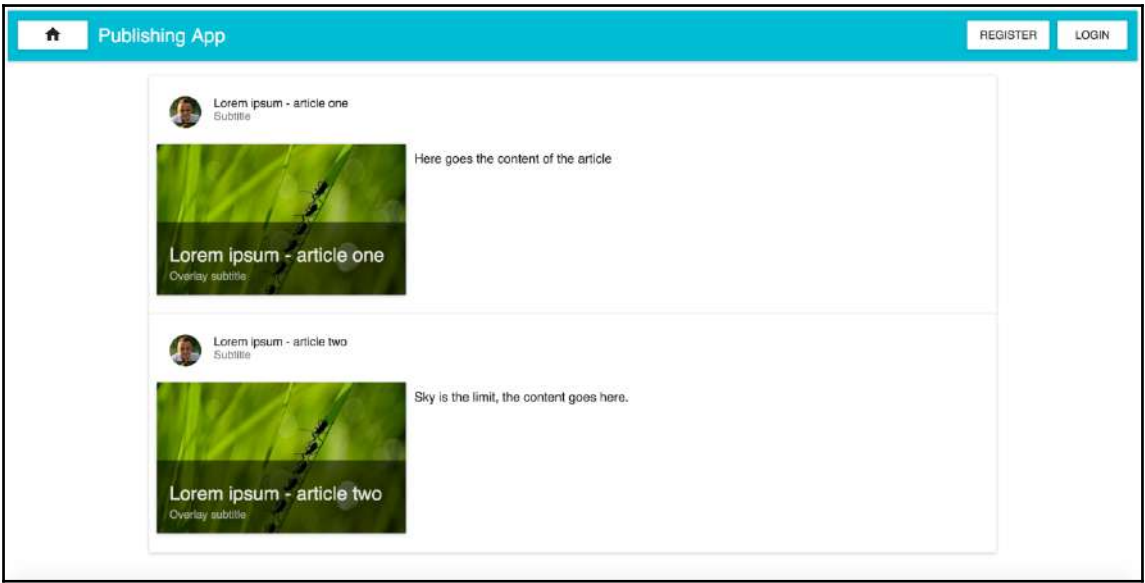 Publishing App
REGISTER
LOGIN
Lorem ipsum - article one
Subtitle
Here goes the content of the article
Lorem ipsum - article one
Overlay subtitle
Lorem ipsum - article two
Subtitle
Sky is the limit, the content goes here.
Lorem ipsum - article two
Overlay subtitle